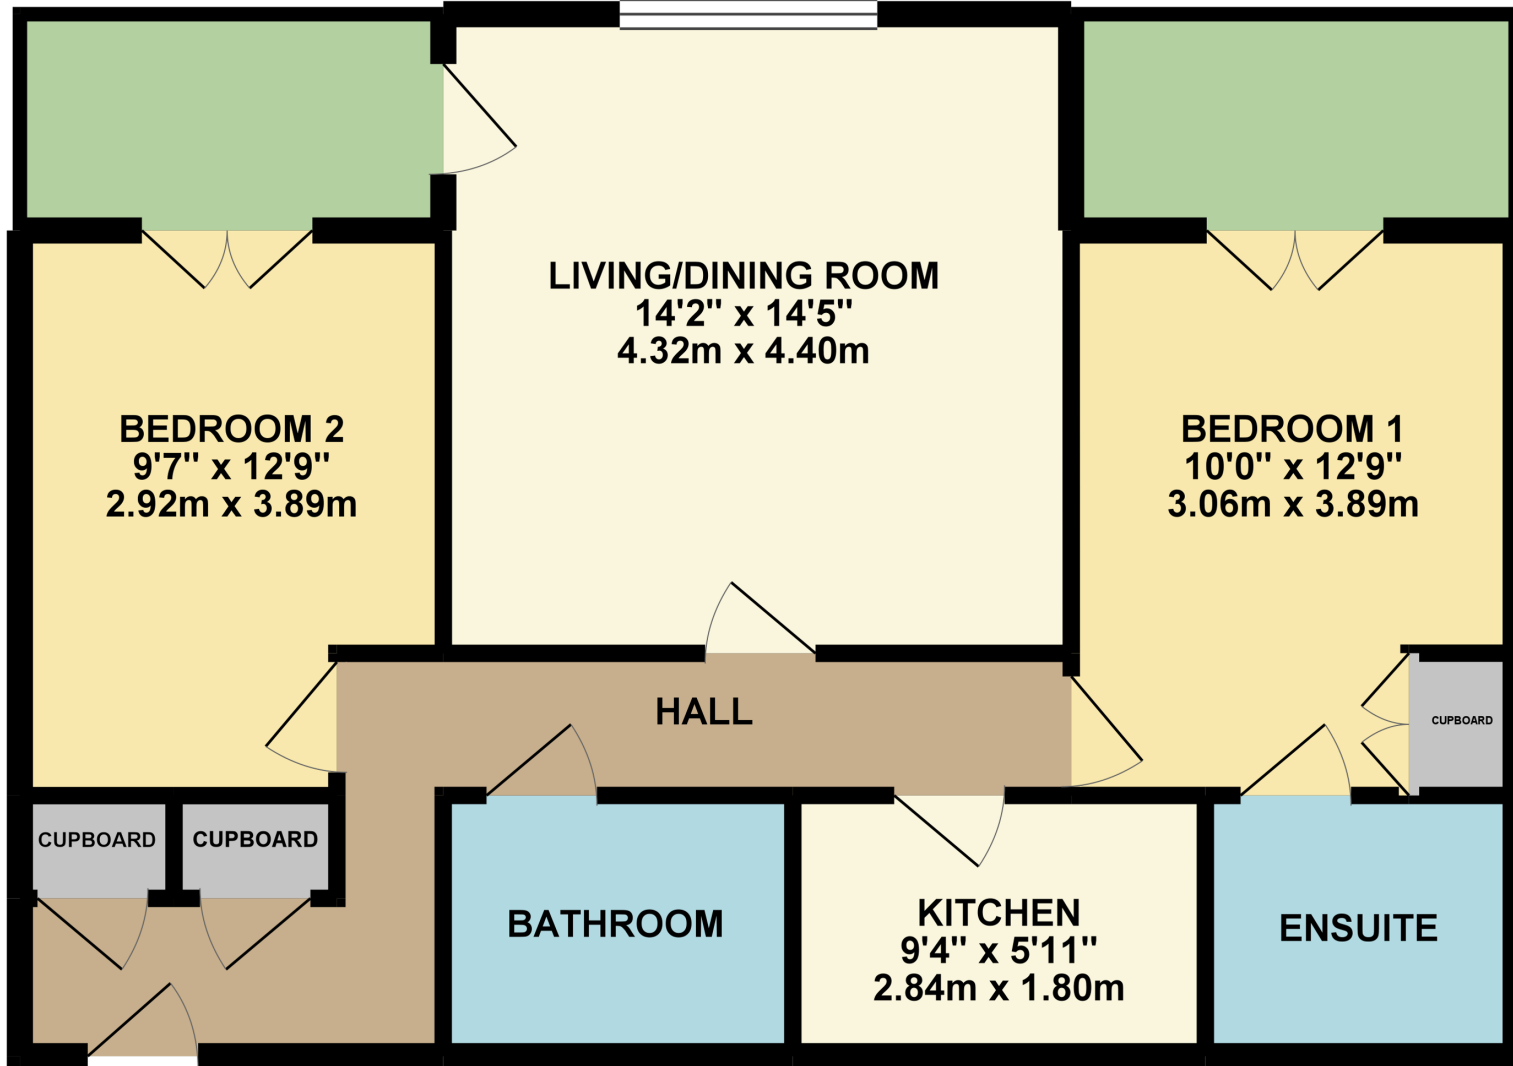 LIVING/DINING ROOM
14'2" x 14'5"
4.32m x 4.40m
BEDROOM 2
9'7" x 12'9"
2.92m x 3.89m
BEDROOM 1
10'0" x 12'9"
3.06m x 3.89m
HALL
CUPBOARD
CUPBOARD
CUPBOARD
BATHROOM
KITCHEN
9'4" x 5'11"
2.84m x 1.80m
ENSUITE